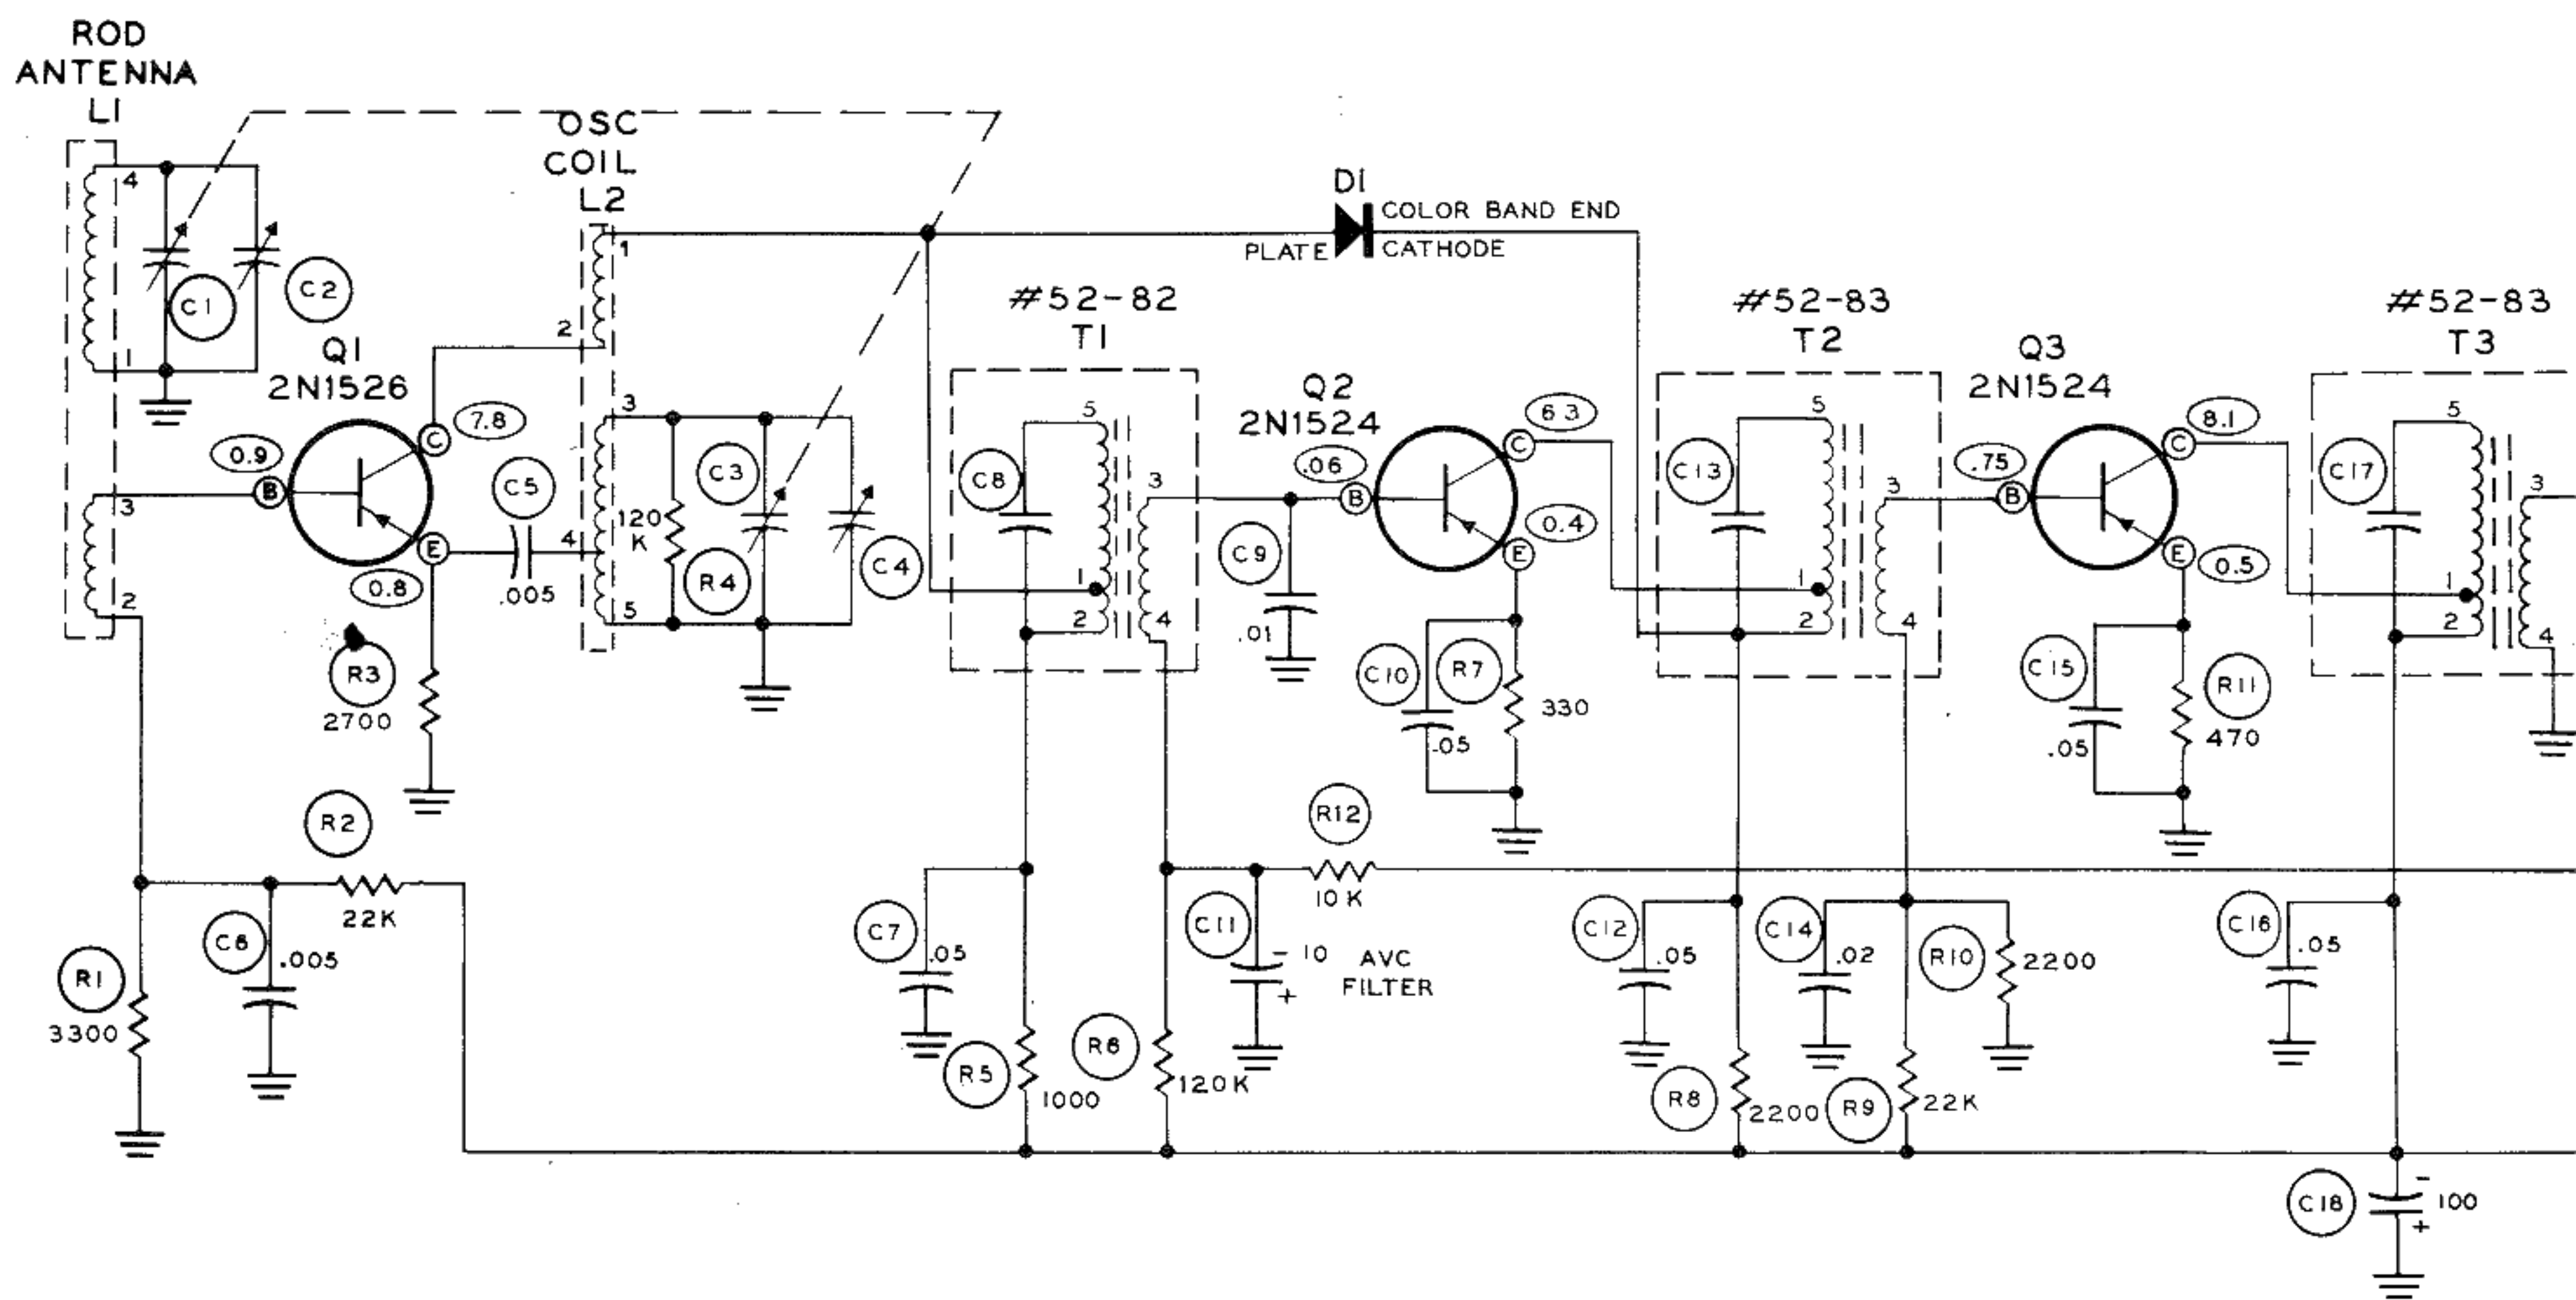 ROD
ANTENNA
L1
OSC
COIL
L2
D1
COLOR BAND END
PLATE
CATHODE
4
1
C1
C2
1
2
#52-82
T1
#52-83
T2
#52-83
T3
Q1
2N1526
Q2
2N1524
Q3
2N1524
0.9
7.8
B
C
E
0.8
3
2
C5
.005
3
4
5
120
K
R4
C3
C4
C8
5
1
2
3
4
C9
.01
.06
6 3
B
C
E
0.4
C10
.05
R7
330
C13
5
1
2
3
4
.75
8.1
B
C
E
0.5
C15
.05
R11
470
C17
5
1
2
3
4
R3
2700
R2
22K
R1
3300
C6
.005
C7
.05
R5
1000
R6
120K
C11
- 10
+
AVC
FILTER
R12
10 K
C12
.05
C14
.02
R10
2200
R8
2200
R9
22K
C16
.05
C18
-
100
+